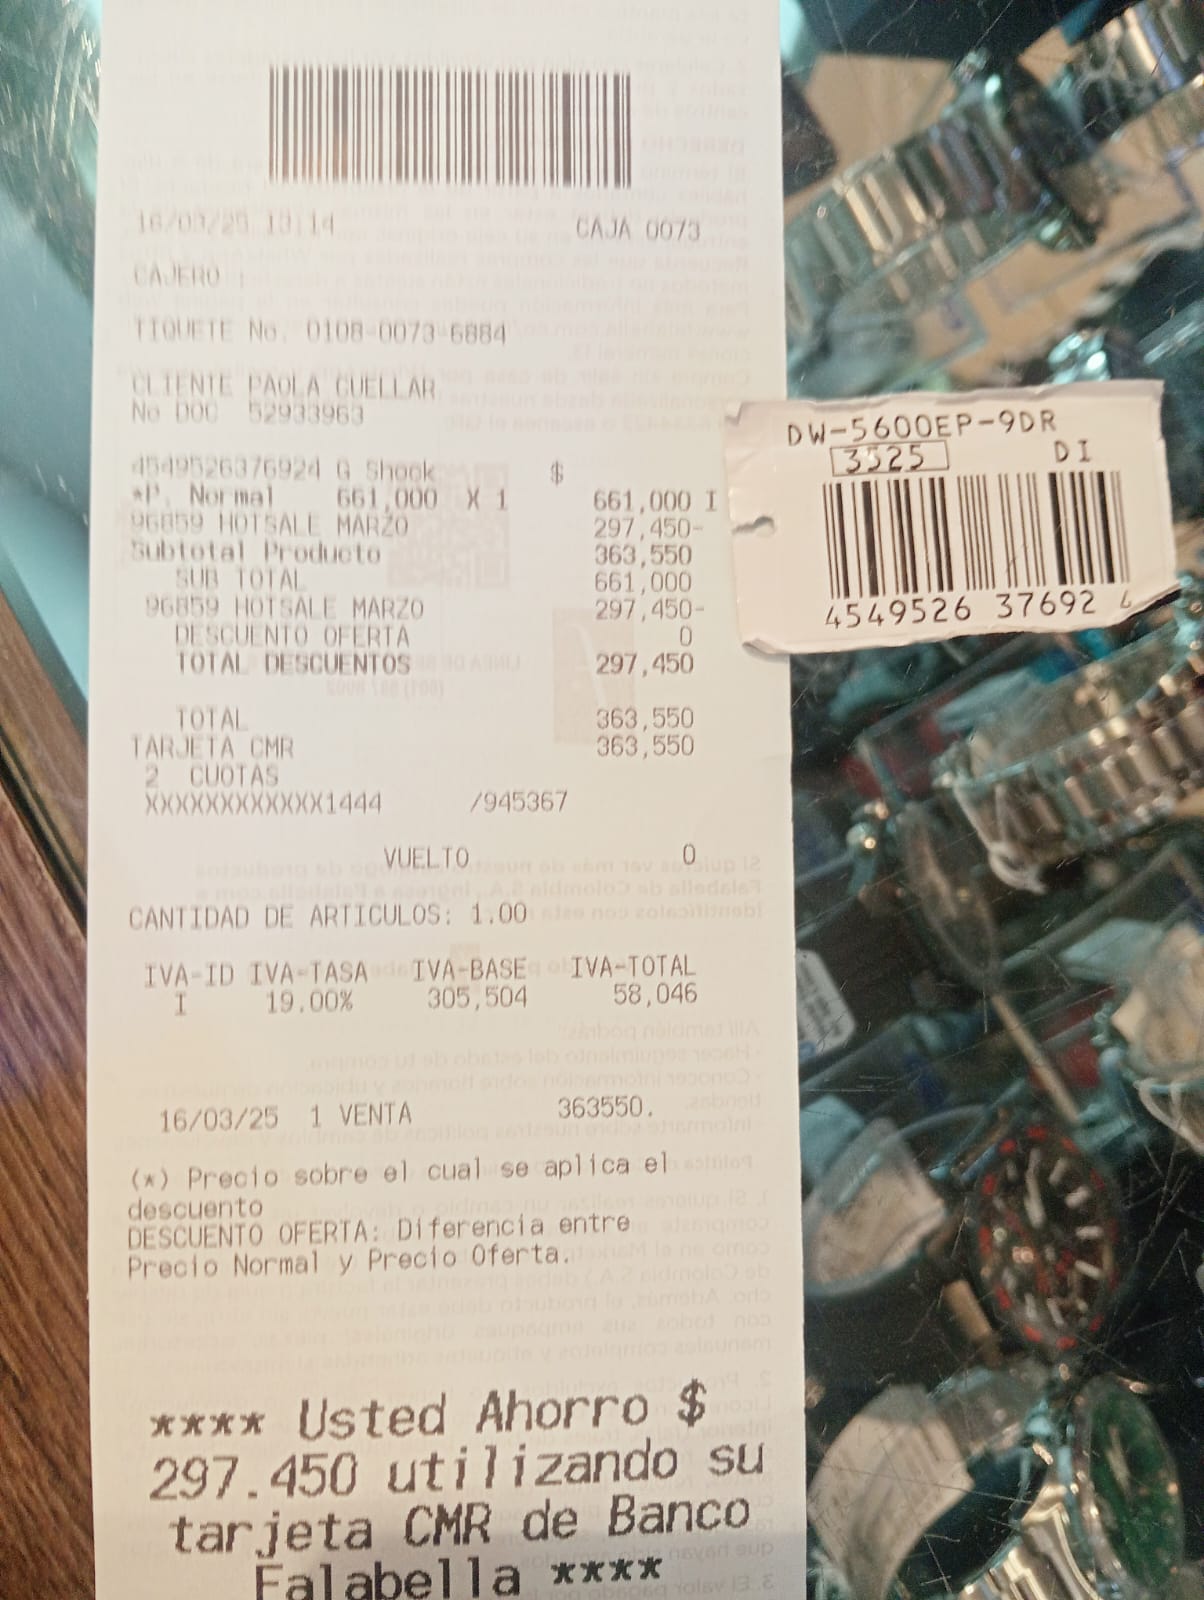 16/03/25 13:14 CAJA 0073
CAJERO :
TIQUETE No. 0108-0073-6884
CLIENTE PAOLA CUELLAR
No DOC 52933963
4549526376924 G Shock $
*P. Normal 661,000 X 1 661,000 I
96859 HOTSALE MARZO 297,450-
Subtotal Producto 363,550
SUB TOTAL 661,000
96859 HOTSALE MARZO 297,450-
DESCUENTO OFERTA 0
TOTAL DESCUENTOS 297,450
TOTAL 363,550
TARJETA CMR 363,550
2 CUOTAS
XXXXXXXXXXXX1444 /945367
VUELTO 0
CANTIDAD DE ARTICULOS: 1.00
IVA-ID IVA-TASA IVA-BASE IVA-TOTAL
I 19.00% 305,504 58,046
16/03/25 1 VENTA 363550.
(*) Precio sobre el cual se aplica el
descuento
DESCUENTO OFERTA: Diferencia entre
Precio Normal y Precio Oferta.
**** Usted Ahorro $
297.450 utilizando su
tarjeta CMR de Banco
Falabella ****
DW-5600EP-9DR
3525 DI
4549526 37692 4